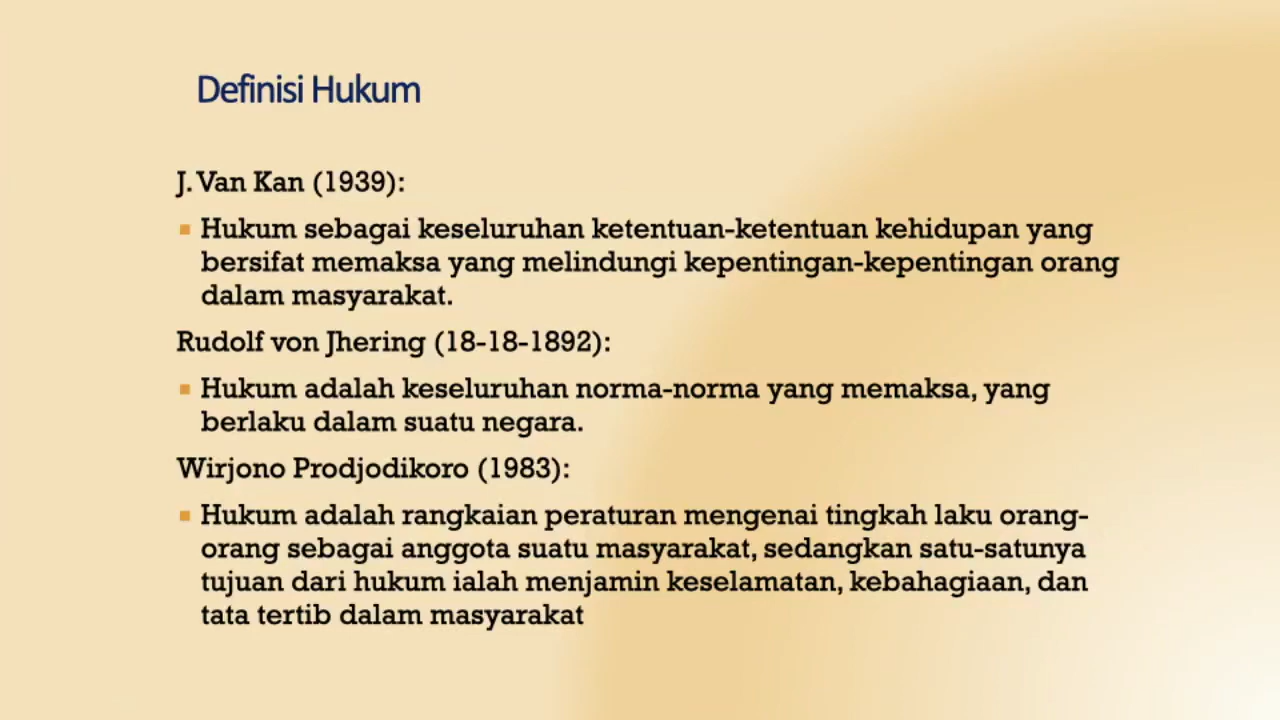 Definisi Hukum
J. Van Kan (1939):
▪ Hukum sebagai keseluruhan ketentuan-ketentuan kehidupan yang
bersifat memaksa yang melindungi kepentingan-kepentingan orang
dalam masyarakat.
Rudolf von Jhering (18-18-1892):
▪ Hukum adalah keseluruhan norma-norma yang memaksa, yang
berlaku dalam suatu negara.
Wirjono Prodjodikoro (1983):
▪ Hukum adalah rangkaian peraturan mengenai tingkah laku orang-
orang sebagai anggota suatu masyarakat, sedangkan satu-satunya
tujuan dari hukum ialah menjamin keselamatan, kebahagiaan, dan
tata tertib dalam masyarakat